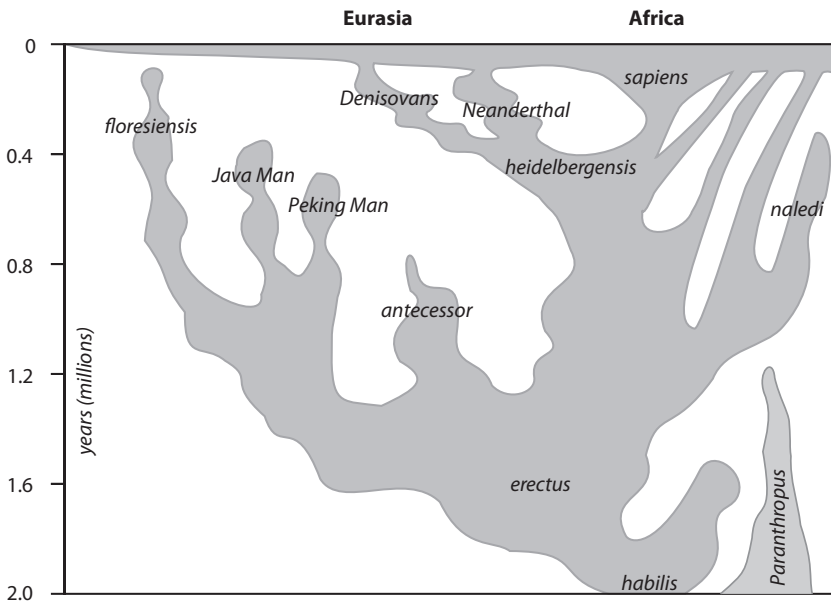 Eurasia
Africa
0
sapiens
Denisovans
Neanderthal
floresiensis
0.4
heidelbergensis
Java Man
Peking Man
naledi
0.8
antecessor
years (millions)
1.2
erectus
1.6
Paranthropus
habilis
2.0